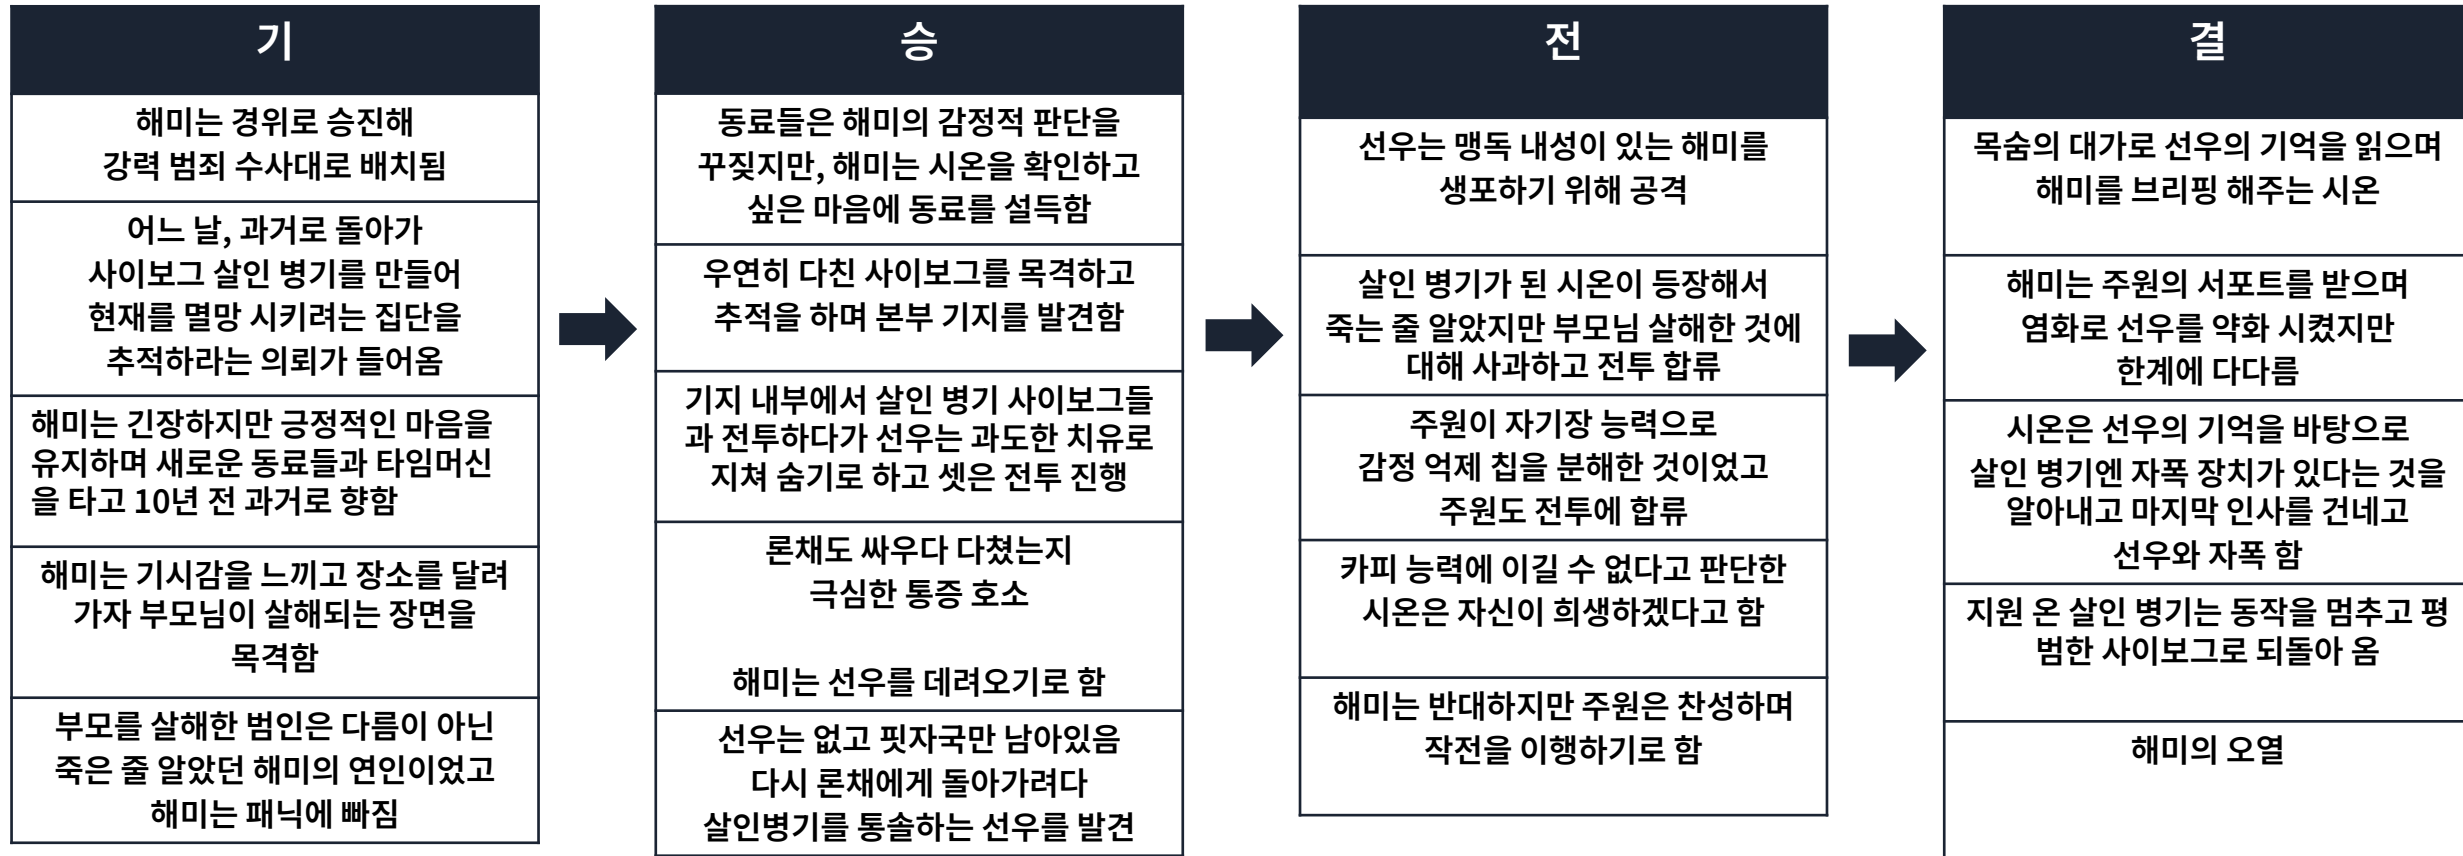 기
해미는 경위로 승진해
강력 범죄 수사대로 배치됨
어느 날, 과거로 돌아가
사이보그 살인 병기를 만들어
현재를 멸망 시키려는 집단을
추적하라는 의뢰가 들어옴
해미는 긴장하지만 긍정적인 마음을
유지하며 새로운 동료들과 타임머신
을 타고 10년 전 과거로 향함
해미는 기시감을 느끼고 장소를 달려
가자 부모님이 살해되는 장면을
목격함
부모를 살해한 범인은 다름이 아닌
죽은 줄 알았던 해미의 연인이었고
해미는 패닉에 빠짐
승
동료들은 해미의 감정적 판단을
꾸짖지만, 해미는 시온을 확인하고
싶은 마음에 동료를 설득함
우연히 다친 사이보그를 목격하고
추적을 하며 본부 기지를 발견함
기지 내부에서 살인 병기 사이보그들
과 전투하다가 선우는 과도한 치유로
지쳐 숨기로 하고 셋은 전투 진행
론채도 싸우다 다쳤는지
극심한 통증 호소
해미는 선우를 데려오기로 함
선우는 없고 핏자국만 남아있음
다시 론채에게 돌아가려다
살인병기를 통솔하는 선우를 발견
전
선우는 맹독 내성이 있는 해미를
생포하기 위해 공격
살인 병기가 된 시온이 등장해서
죽는 줄 알았지만 부모님 살해한 것에
대해 사과하고 전투 합류
주원이 자기장 능력으로
감정 억제 칩을 분해한 것이었고
주원도 전투에 합류
카피 능력에 이길 수 없다고 판단한
시온은 자신이 희생하겠다고 함
해미는 반대하지만 주원은 찬성하며
작전을 이행하기로 함
결
목숨의 대가로 선우의 기억을 읽으며
해미를 브리핑 해주는 시온
해미는 주원의 서포트를 받으며
염화로 선우를 약화 시켰지만
한계에 다다름
시온은 선우의 기억을 바탕으로
살인 병기엔 자폭 장치가 있다는 것을
알아내고 마지막 인사를 건네고
선우와 자폭 함
지원 온 살인 병기는 동작을 멈추고 평
범한 사이보그로 되돌아 옴
해미의 오열